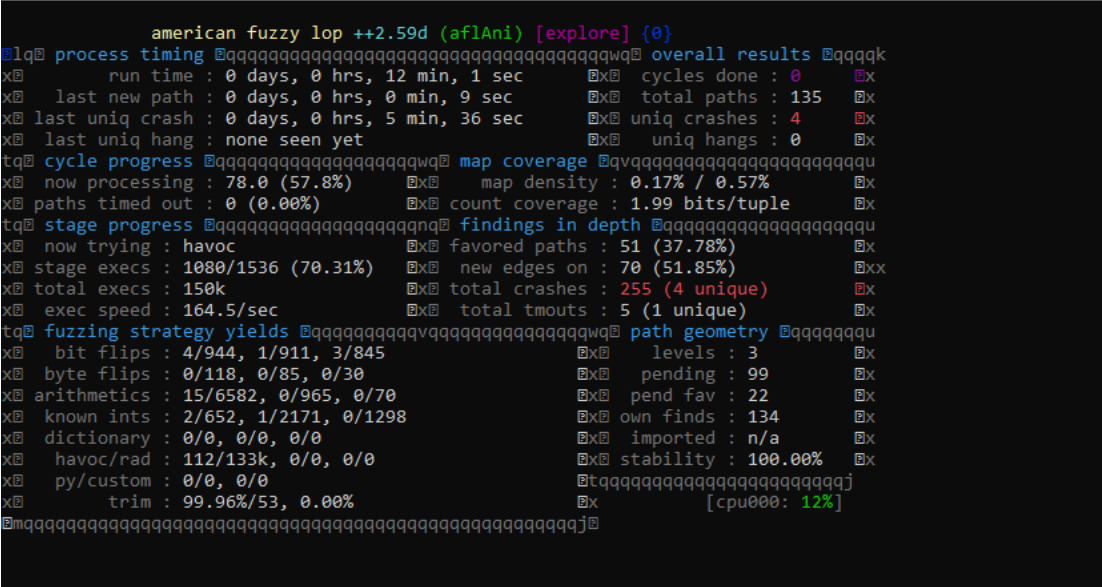 american fuzzy lop ++2.59d (aflAni) [explore] {0}
lq process timing qqqqqqqqqqqqqqqqqqqqqqqqqqqqqqqqqqqqwq overall results qqqqk
x run time : 0 days, 0 hrs, 12 min, 1 sec x cycles done : 0 x
x last new path : 0 days, 0 hrs, 0 min, 9 sec x total paths : 135 x
x last uniq crash : 0 days, 0 hrs, 5 min, 36 sec x uniq crashes : 4 x
x last uniq hang : none seen yet x uniq hangs : 0 x
tq cycle progress qqqqqqqqqqqqqqqqqqqwq map coverage qvqqqqqqqqqqqqqqqqqqqqqqqu
x now processing : 78.0 (57.8%) x map density : 0.17% / 0.57% x
x paths timed out : 0 (0.00%) x count coverage : 1.99 bits/tuple x
tq stage progress qqqqqqqqqqqqqqqqqqqnq findings in depth qqqqqqqqqqqqqqqqqqqqu
x now trying : havoc x favored paths : 51 (37.78%) x
x stage execs : 1080/1536 (70.31%) x new edges on : 70 (51.85%) xx
x total execs : 150k x total crashes : 255 (4 unique) x
x exec speed : 164.5/sec x total tmouts : 5 (1 unique) x
tq fuzzing strategy yields qqqqqqqqqqvqqqqqqqqqqqqqqqwq path geometry qqqqqqqu
x bit flips : 4/944, 1/911, 3/845 x levels : 3 x
x byte flips : 0/118, 0/85, 0/30 x pending : 99 x
x arithmetics : 15/6582, 0/965, 0/70 x pend fav : 22 x
x known ints : 2/652, 1/2171, 0/1298 x own finds : 134 x
x dictionary : 0/0, 0/0, 0/0 x imported : n/a x
x havoc/rad : 112/133k, 0/0, 0/0 x stability : 100.00% x
x py/custom : 0/0, 0/0 tqqqqqqqqqqqqqqqqqqqqqqqj
x trim : 99.96%/53, 0.00% x [cpu000: 12%]
mqqqqqqqqqqqqqqqqqqqqqqqqqqqqqqqqqqqqqqqqqqqqqqqqqqqqqj